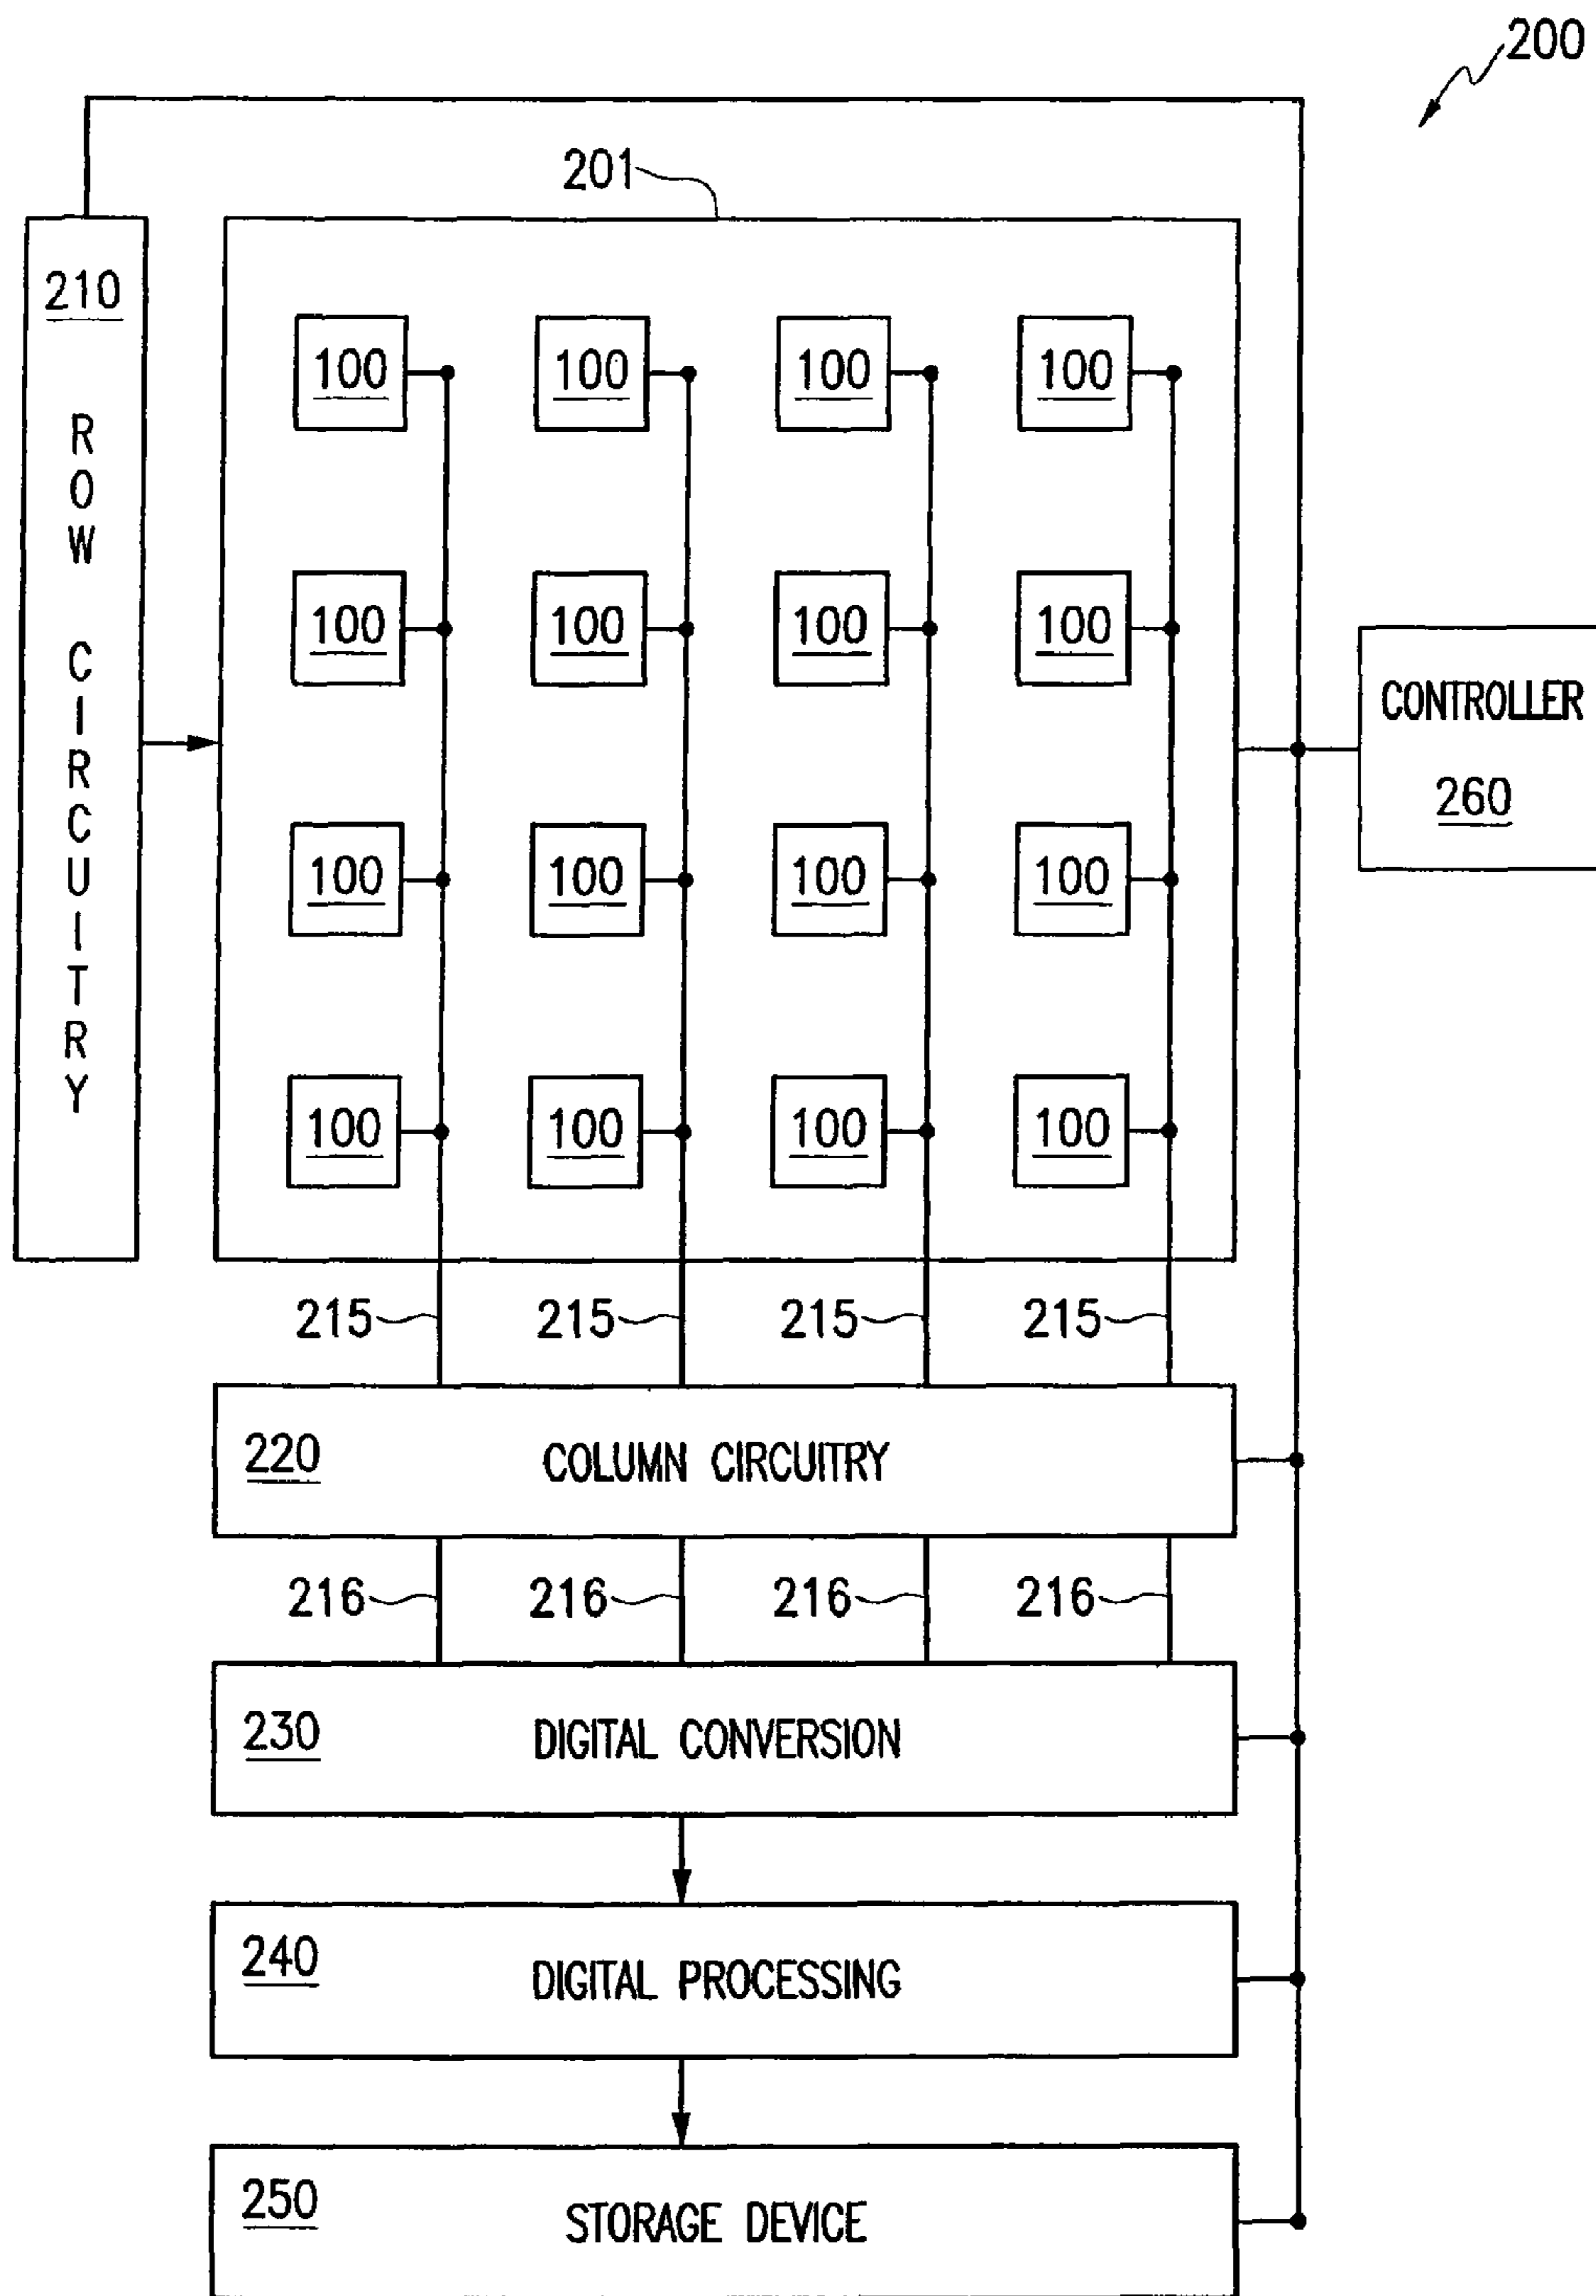 200
201
210
ROW CIRCUITRY
100 100 100 100
100 100 100 100
CONTROLLER
260
100 100 100 100
100 100 100 100
215 215 215 215
220 COLUMN CIRCUITRY
216 216 216 216
230 DIGITAL CONVERSION
240 DIGITAL PROCESSING
250 STORAGE DEVICE